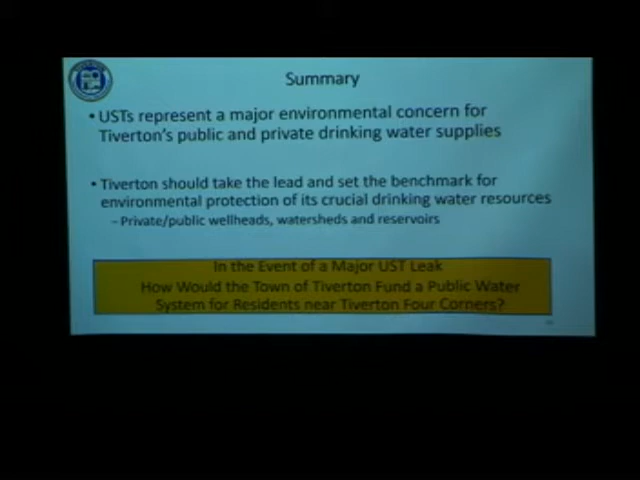 Summary
• USTs represent a major environmental concern for
Tiverton's public and private drinking water supplies
• Tiverton should take the lead and set the benchmark for
environmental protection of its crucial drinking water resources
– Private/public wellheads, watersheds and reservoirs
In the Event of a Major UST Leak
How Would the Town of Tiverton Fund a Public Water
System for Residents near Tiverton Four Corners?